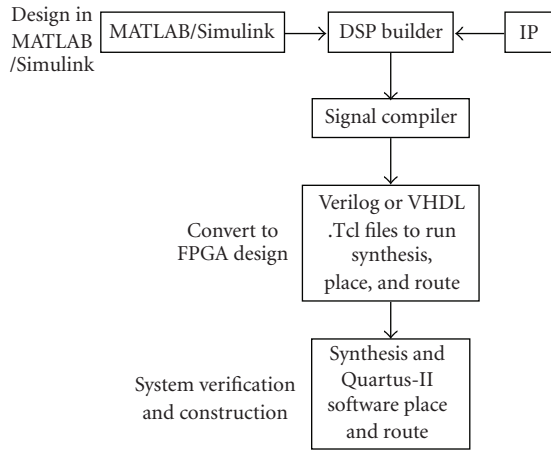 Design in
MATLAB
/Simulink
MATLAB/Simulink
DSP builder
IP
Signal compiler
Convert to
FPGA design
Verilog or VHDL
.Tcl files to run
synthesis,
place, and route
System verification
and construction
Synthesis and
Quartus-II
software place
and route